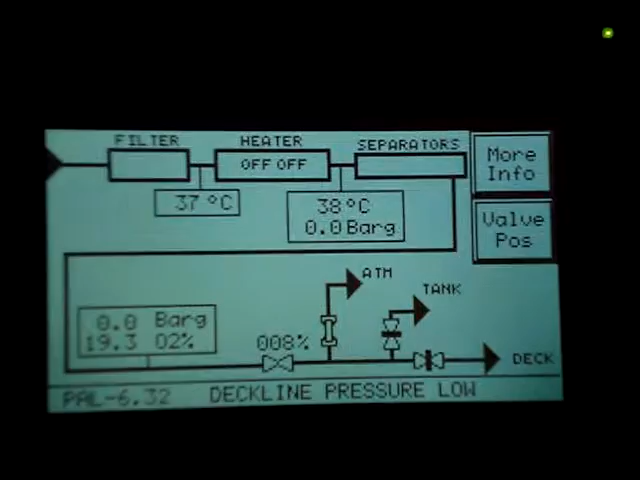 FILTER HEATER SEPARATORS
OFF OFF
More
Info
37 °C
38 °C
0.0 Barg
Valve
Pos
ATM
TANK
0.0 Barg
19.3 O2%
008%
DECK
PAL-6.32 DECKLINE PRESSURE LOW